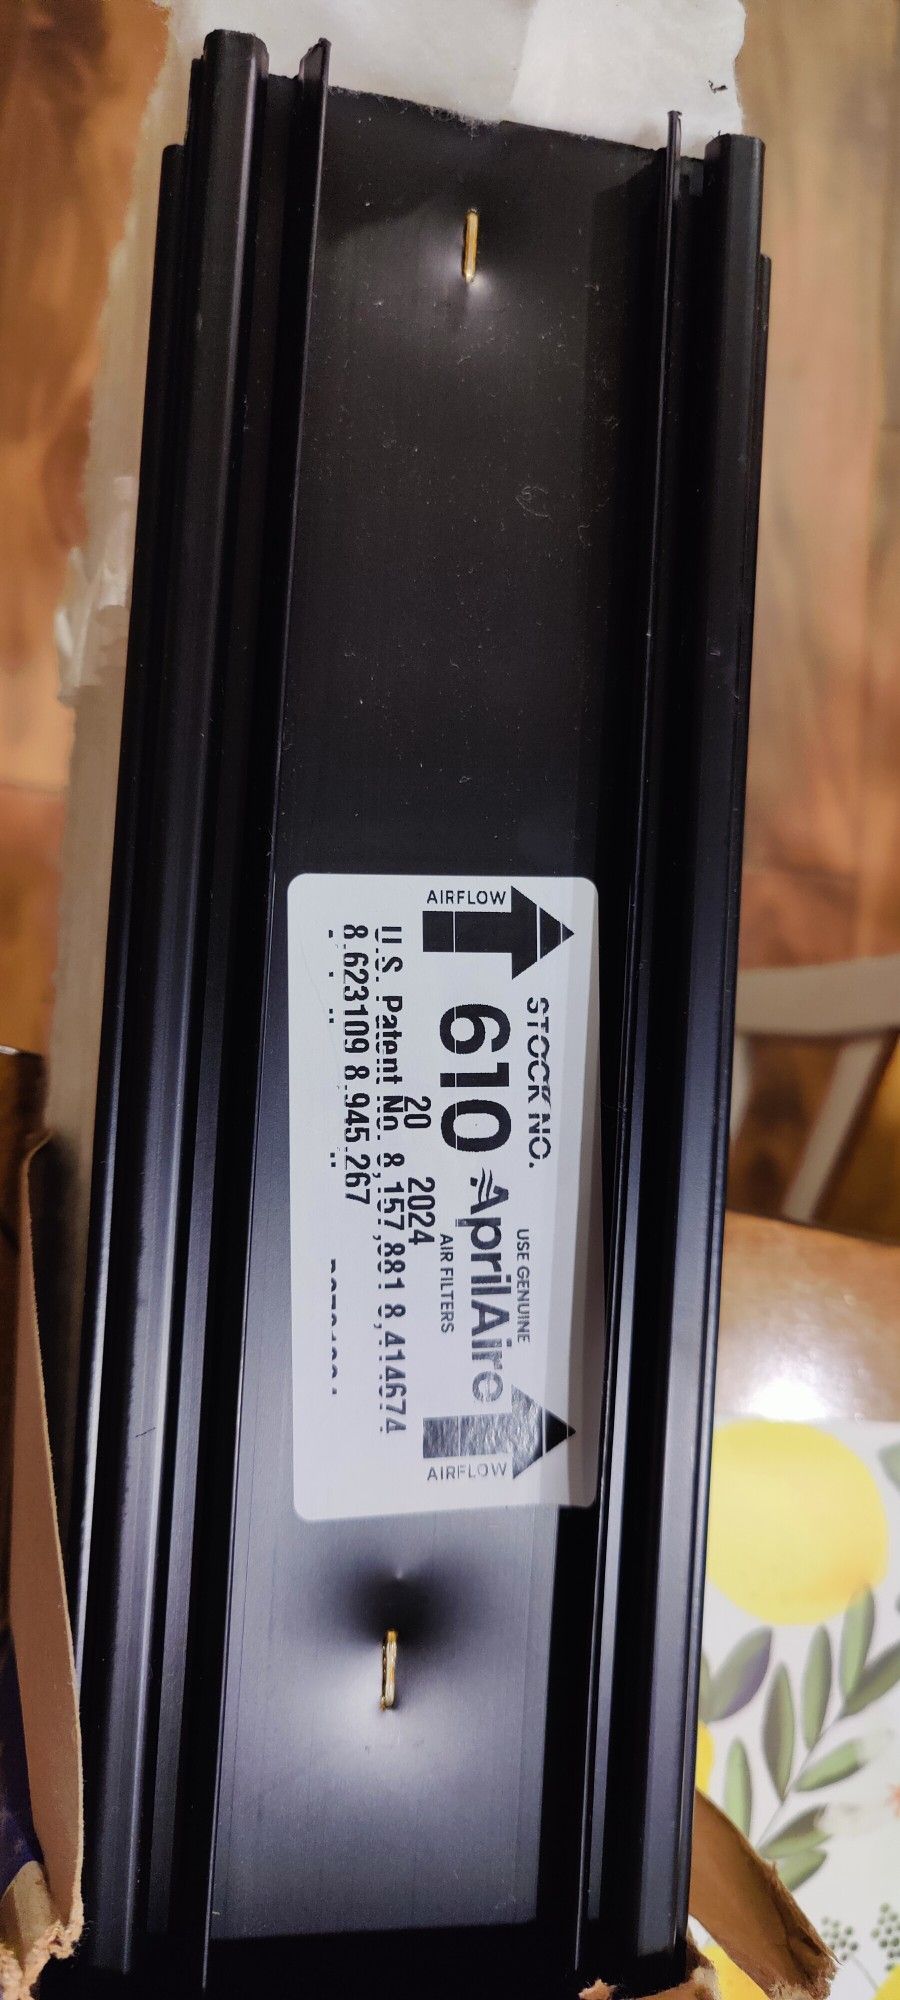 AIRFLOW
STOCK NO.
610
USE GENUINE
AprilAire
AIR FILTERS
AIRFLOW
20 2024
U.S. Patent No. 8,157,881 8,414674
8,623109 8,945,267